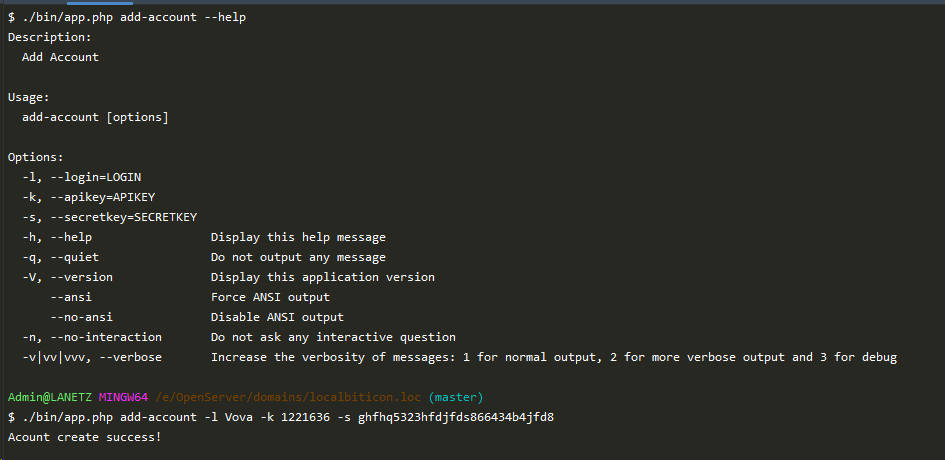 $ ./bin/app.php add-account --help
Description:
  Add Account

Usage:
  add-account [options]

Options:
  -l, --login=LOGIN
  -k, --apikey=APIKEY
  -s, --secretkey=SECRETKEY
  -h, --help                 Display this help message
  -q, --quiet                Do not output any message
  -V, --version              Display this application version
      --ansi                 Force ANSI output
      --no-ansi              Disable ANSI output
  -n, --no-interaction       Do not ask any interactive question
  -v|vv|vvv, --verbose       Increase the verbosity of messages: 1 for normal output, 2 for more verbose output and 3 for debug

Admin@LANETZ MINGW64 /e/OpenServer/domains/localbiticon.loc (master)
$ ./bin/app.php add-account -l Vova -k 1221636 -s ghfhq5323hfdjfds866434b4jfd8
Acount create success!